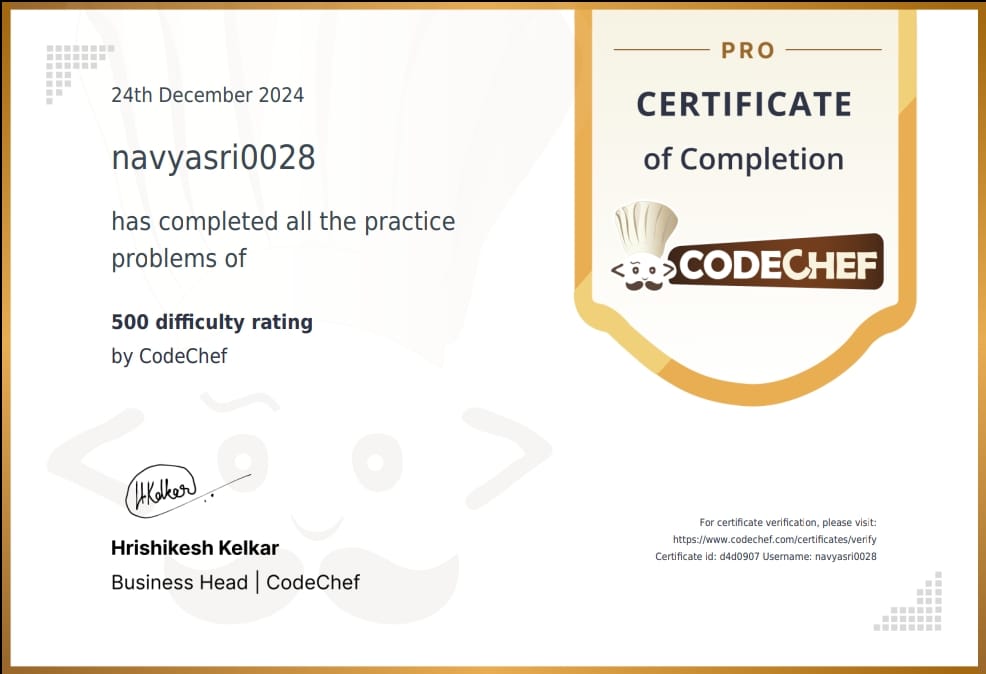 24th December 2024
navyasri0028
has completed all the practice
problems of
500 difficulty rating
by CodeChef
HKelkar
Hrishikesh Kelkar
Business Head | CodeChef
PRO
CERTIFICATE
of Completion
CODECHEF
For certificate verification, please visit:
https://www.codechef.com/certificates/verify
Certificate id: d4d0907 Username: navyasri0028